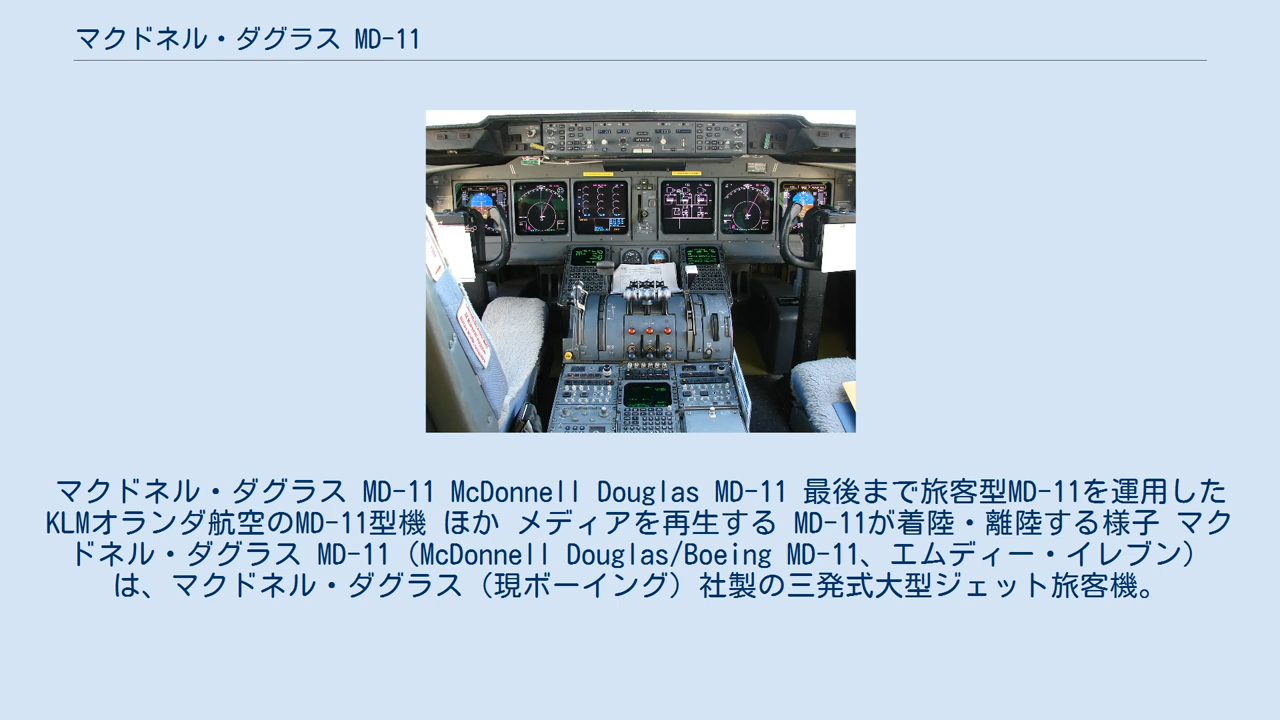 マクドネル・ダグラス MD-11
マクドネル・ダグラス MD-11 McDonnell Douglas MD-11 最後まで旅客型MD-11を運用した
KLMオランダ航空のMD-11型機 ほか メディアを再生する MD-11が着陸・離陸する様子 マク
ドネル・ダグラス MD-11（McDonnell Douglas/Boeing MD-11、エムディー・イレブン）
は、マクドネル・ダグラス（現ボーイング）社製の三発式大型ジェット旅客機。